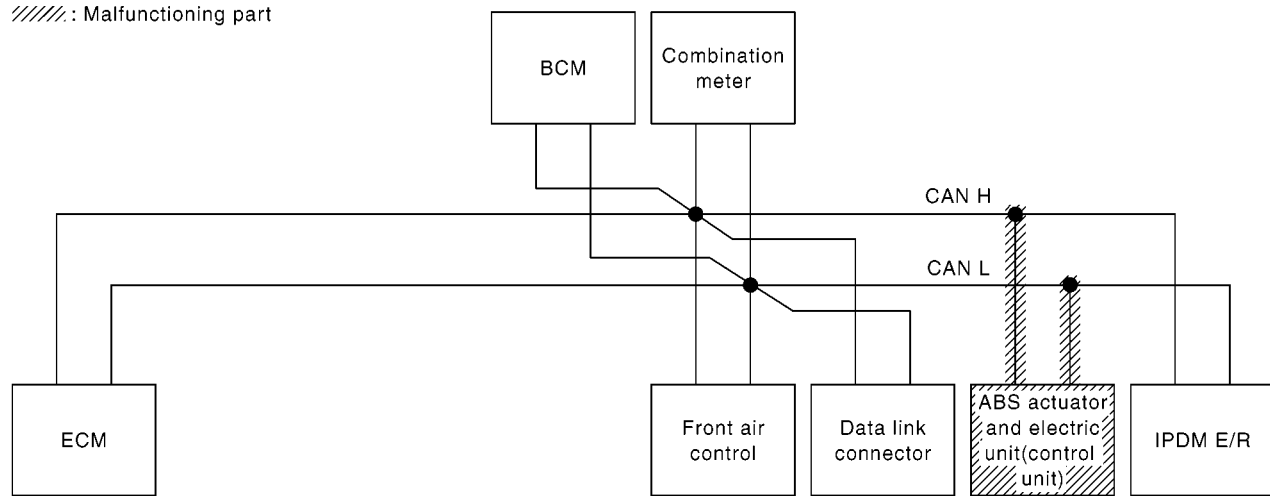 : Malfunctioning part
BCM
Combination
meter
CAN H
CAN L
ECM
Front air
control
Data link
connector
ABS actuator
and electric
unit(control
unit)
IPDM E/R